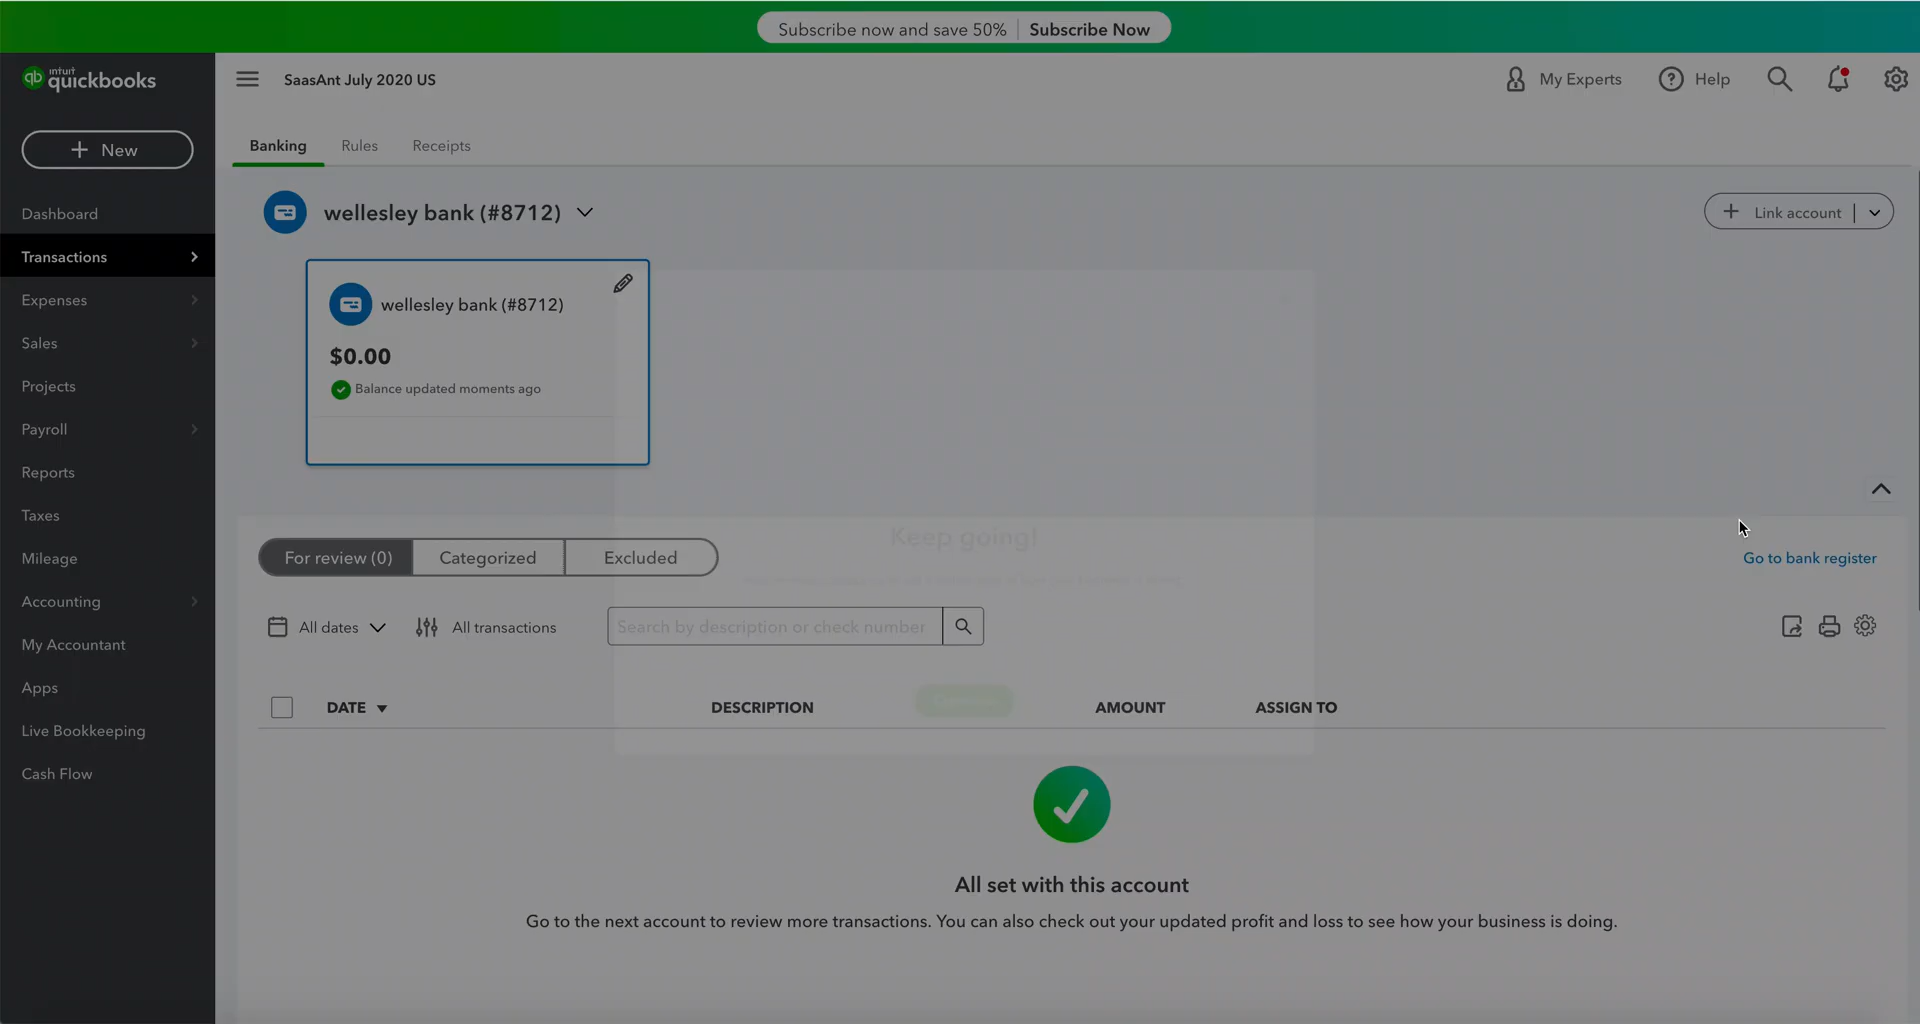 Subscribe now and save 50% Subscribe Now
intuit
quickbooks
SaasAnt July 2020 US
My Experts
Help
New
Banking
Rules
Receipts
Dashboard
Transactions
Expenses
Sales
Projects
Payroll
Reports
Taxes
Mileage
Accounting
My Accountant
Apps
Live Bookkeeping
Cash Flow
wellesley bank (#8712)
Link account
wellesley bank (#8712)
$0.00
Balance updated moments ago
Keep going!
For review (0)
Categorized
Excluded
Go to bank register
All dates
All transactions
Search by description or check number
DATE
DESCRIPTION
AMOUNT
ASSIGN TO
All set with this account
Go to the next account to review more transactions. You can also check out your updated profit and loss to see how your business is doing.